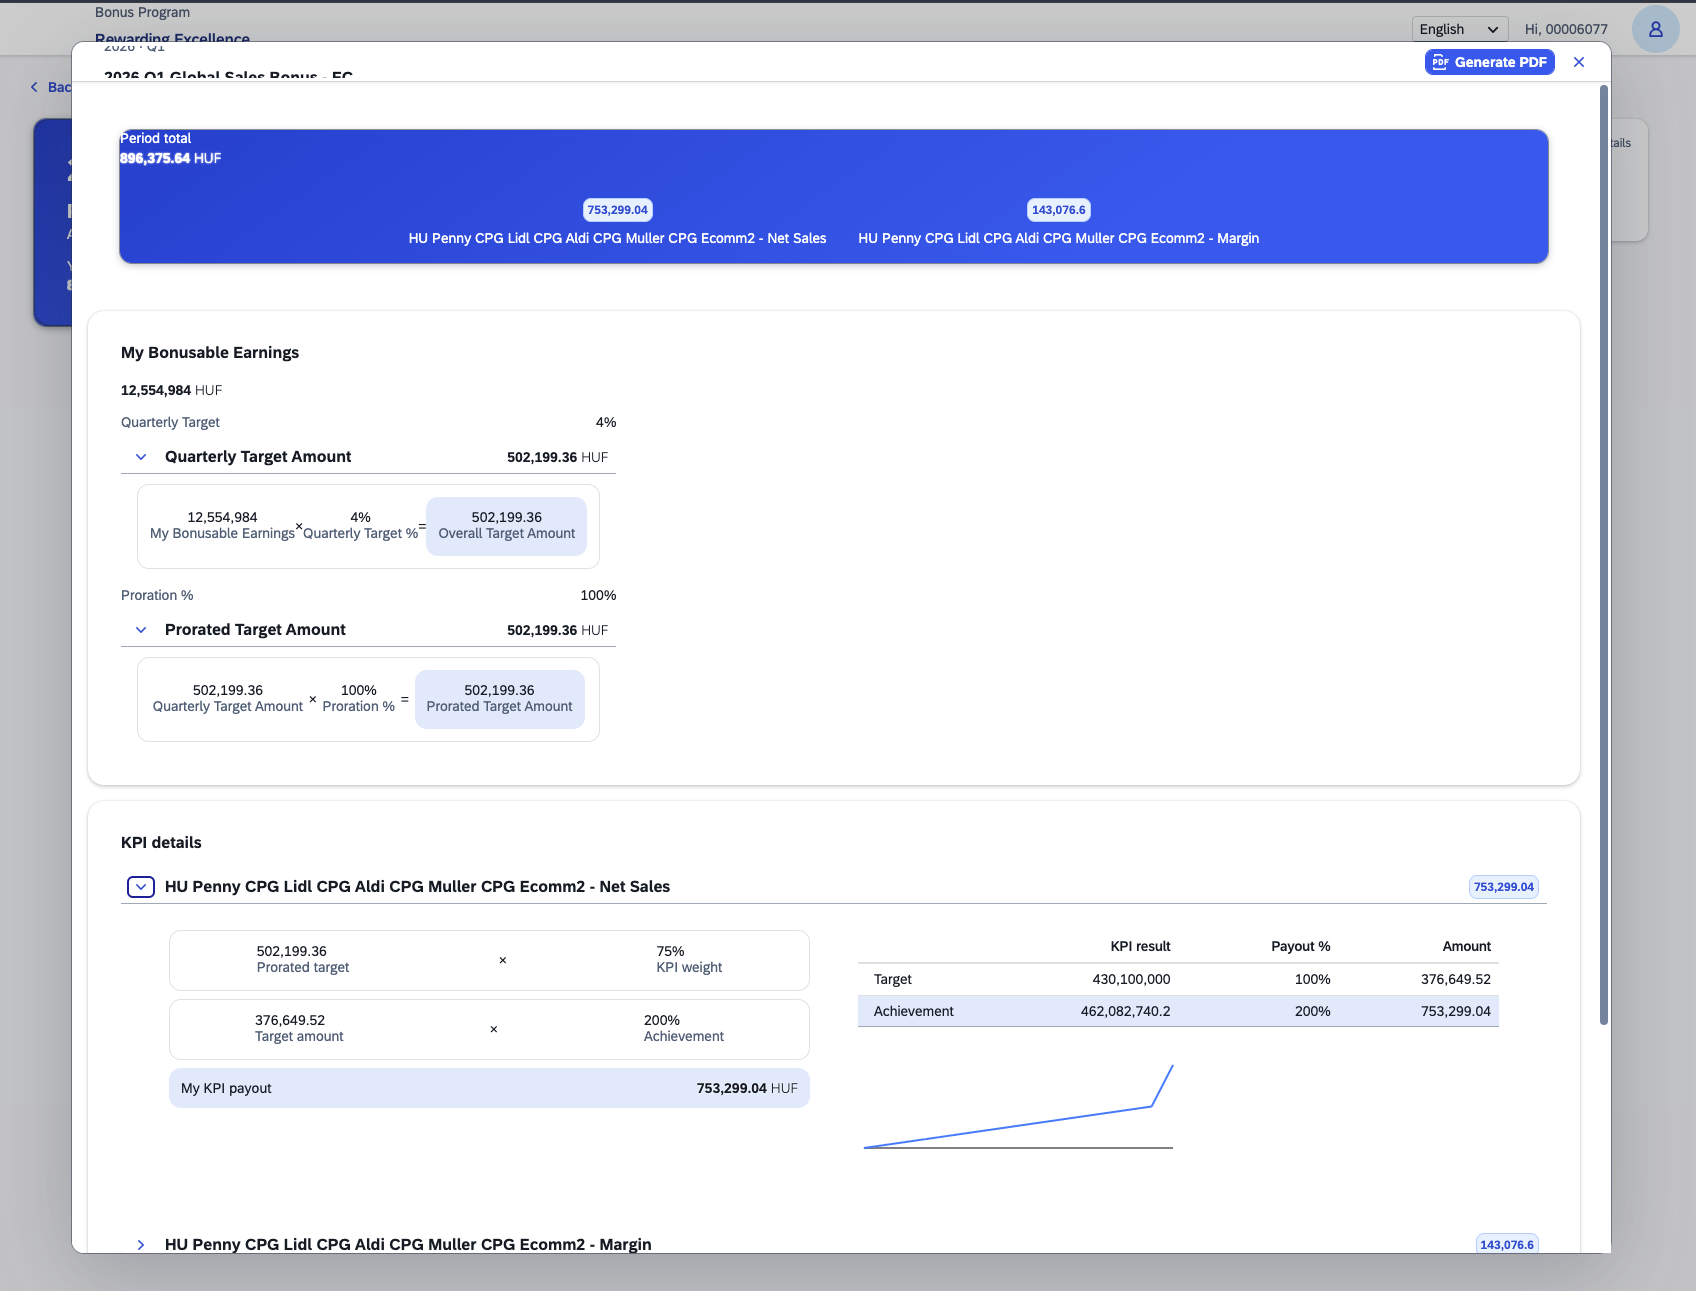 Bonus Program
Rewarding Excellence
English
Hi, 00006077
2026 · Q1
2026 Q1 Global Sales Bonus - EC
PDF Generate PDF
Bac
tails
Period total
896,375.64 HUF
753,299.04
HU Penny CPG Lidl CPG Aldi CPG Muller CPG Ecomm2 - Net Sales
143,076.6
HU Penny CPG Lidl CPG Aldi CPG Muller CPG Ecomm2 - Margin
My Bonusable Earnings
12,554,984 HUF
Quarterly Target 4%
Quarterly Target Amount 502,199.36 HUF
12,554,984 × 4% = 502,199.36
My Bonusable Earnings Quarterly Target % Overall Target Amount
Proration % 100%
Prorated Target Amount 502,199.36 HUF
502,199.36 × 100% = 502,199.36
Quarterly Target Amount Proration % Prorated Target Amount
KPI details
HU Penny CPG Lidl CPG Aldi CPG Muller CPG Ecomm2 - Net Sales 753,299.04
502,199.36 × 75%
Prorated target KPI weight
376,649.52 × 200%
Target amount Achievement
My KPI payout 753,299.04 HUF
KPI result Payout % Amount
Target 430,100,000 100% 376,649.52
Achievement 462,082,740.2 200% 753,299.04
HU Penny CPG Lidl CPG Aldi CPG Muller CPG Ecomm2 - Margin 143,076.6